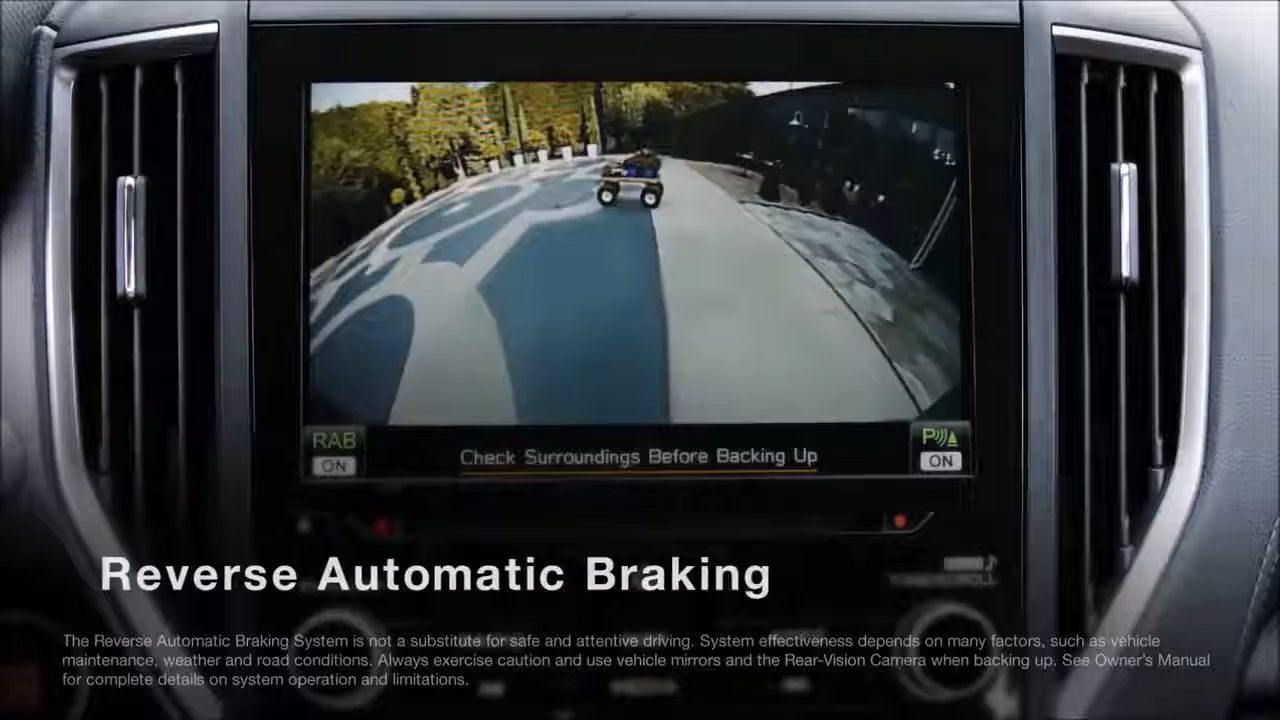 RAB
ON
Check Surroundings Before Backing Up
P
ON
Reverse Automatic Braking
The Reverse Automatic Braking System is not a substitute for safe and attentive driving. System effectiveness depends on many factors, such as vehicle
maintenance, weather and road conditions. Always exercise caution and use vehicle mirrors and the Rear-Vision Camera when backing up. See Owner's Manual
for complete details on system operation and limitations.